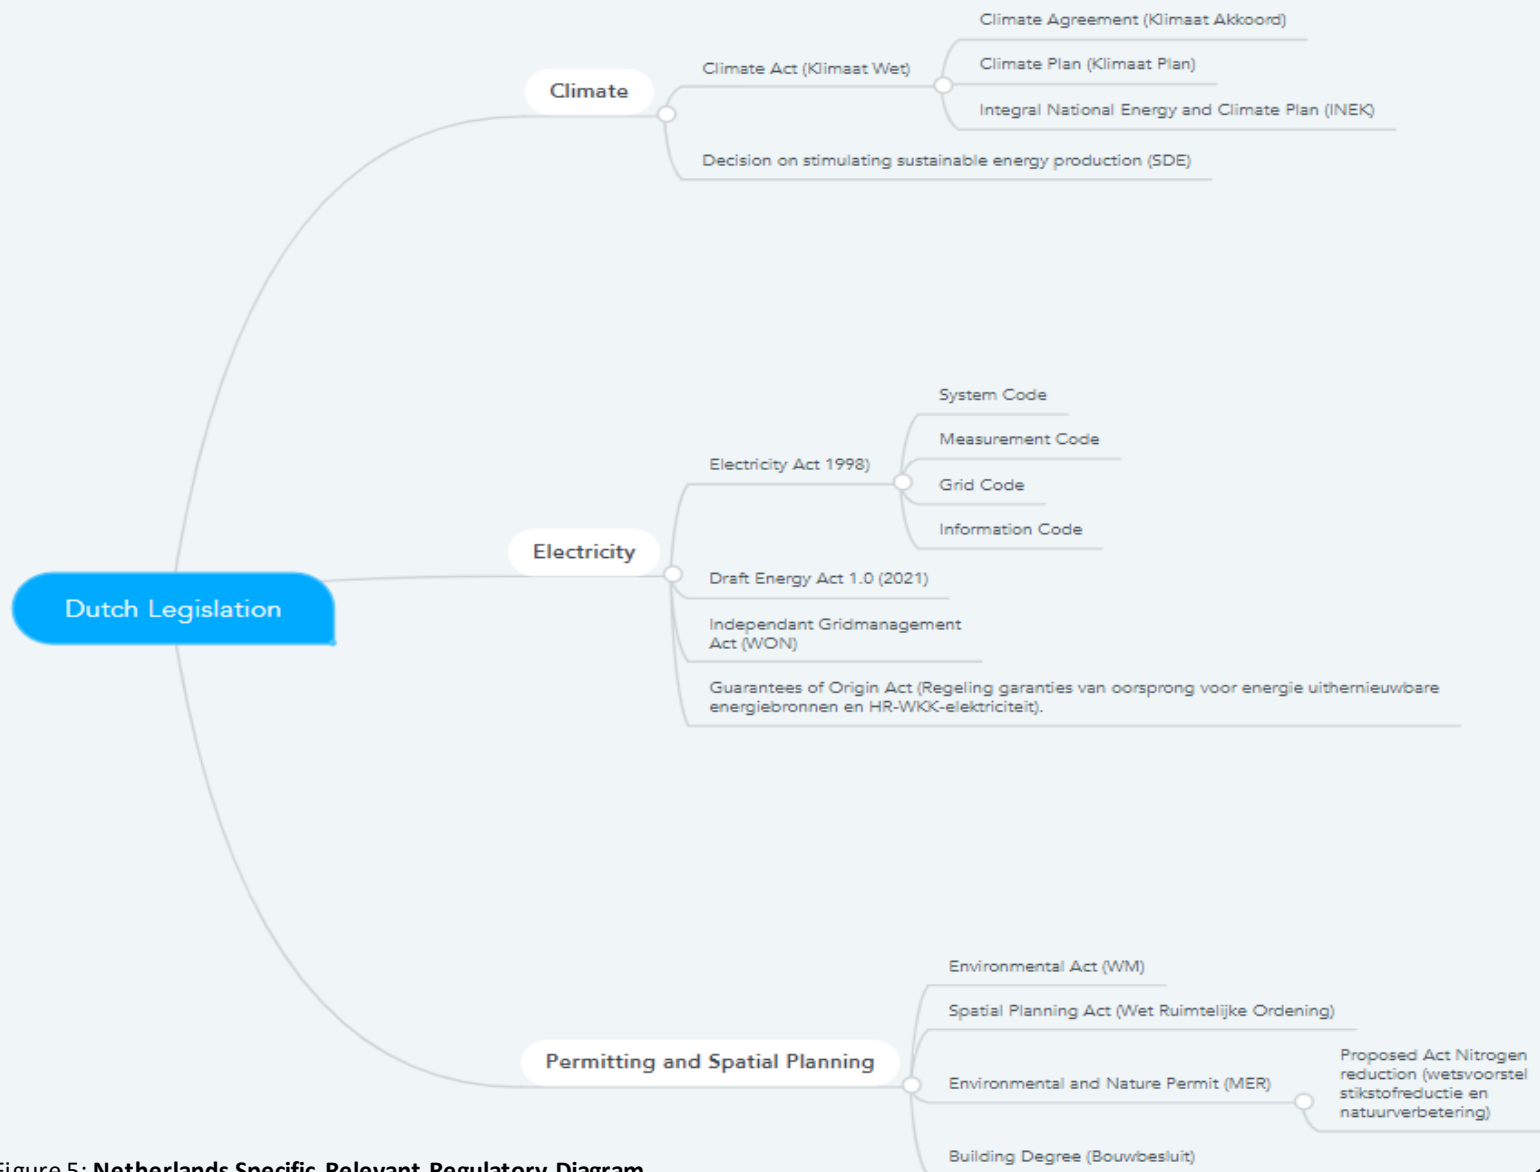 Climate Agreement (Klimaat Akkoord)
Climate Act (Klimaat Wet)
Climate Plan (Klimaat Plan)
Climate
Integral National Energy and Climate Plan (INEK)
Decision on stimulating sustainable energy production (SDE)
System Code
Measurement Code
Electricity Act 1998)
Grid Code
Information Code
Electricity
Draft Energy Act 1.0 (2021)
Dutch Legislation
Independant Gridmanagement
Act (WON)
Guarantees of Origin Act (Regeling garanties van oorsprong voor energie uithernieuwbare
energiebronnen en HR-WKK-elektriciteit).
Environmental Act (WM)
Spatial Planning Act (Wet Ruimtelijke Ordening)
Permitting and Spatial Planning
Environmental and Nature Permit (MER)
Proposed Act Nitrogen
reduction (wetsvoorstel
stikstofreductie en
natuurverbetering)
Building Degree (Bouwbesluit)
Figure 5: Netherlands Specific Relevant Regulatory Diagram